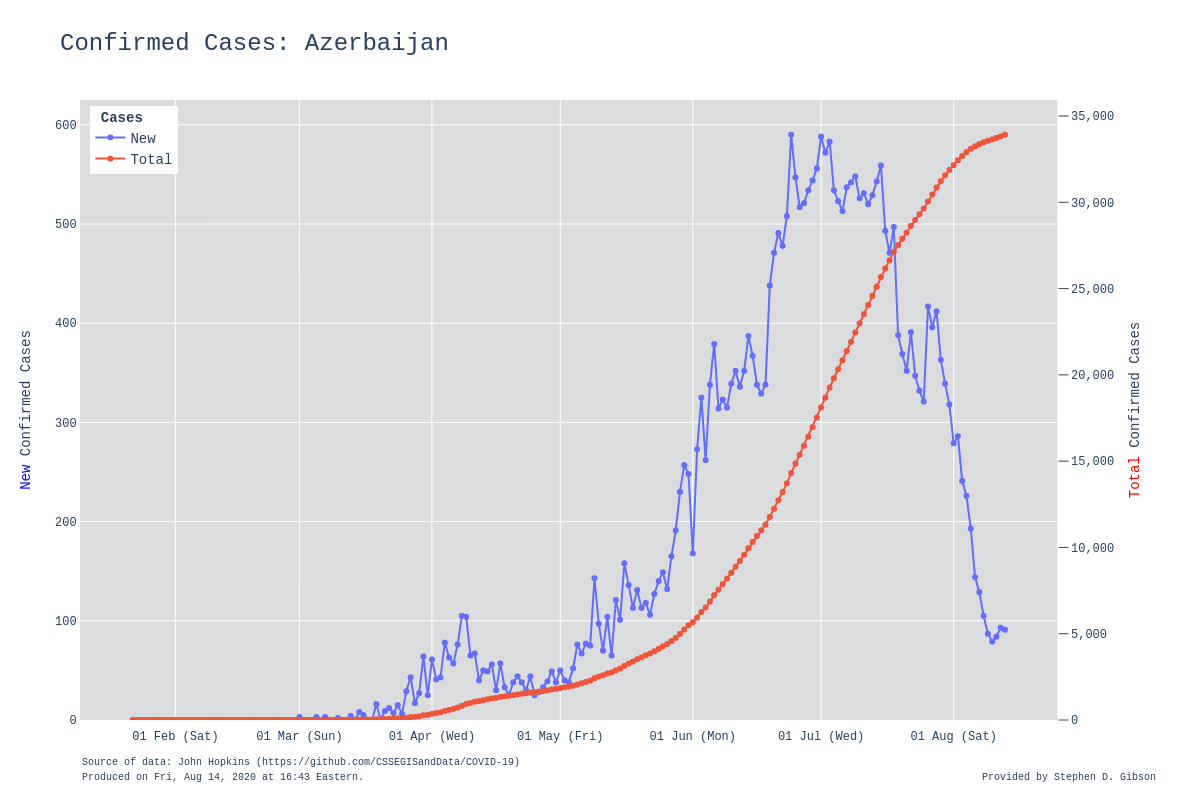 Confirmed Cases: Azerbaijan
Cases
New
Total
600
500
400
300
200
100
0
35,000
30,000
25,000
20,000
15,000
10,000
5,000
0
New Confirmed Cases
Total Confirmed Cases
01 Feb (Sat)
01 Mar (Sun)
01 Apr (Wed)
01 May (Fri)
01 Jun (Mon)
01 Jul (Wed)
01 Aug (Sat)
Source of data: John Hopkins (https://github.com/CSSEGISandData/COVID-19)
Produced on Fri, Aug 14, 2020 at 16:43 Eastern.
Provided by Stephen D. Gibson